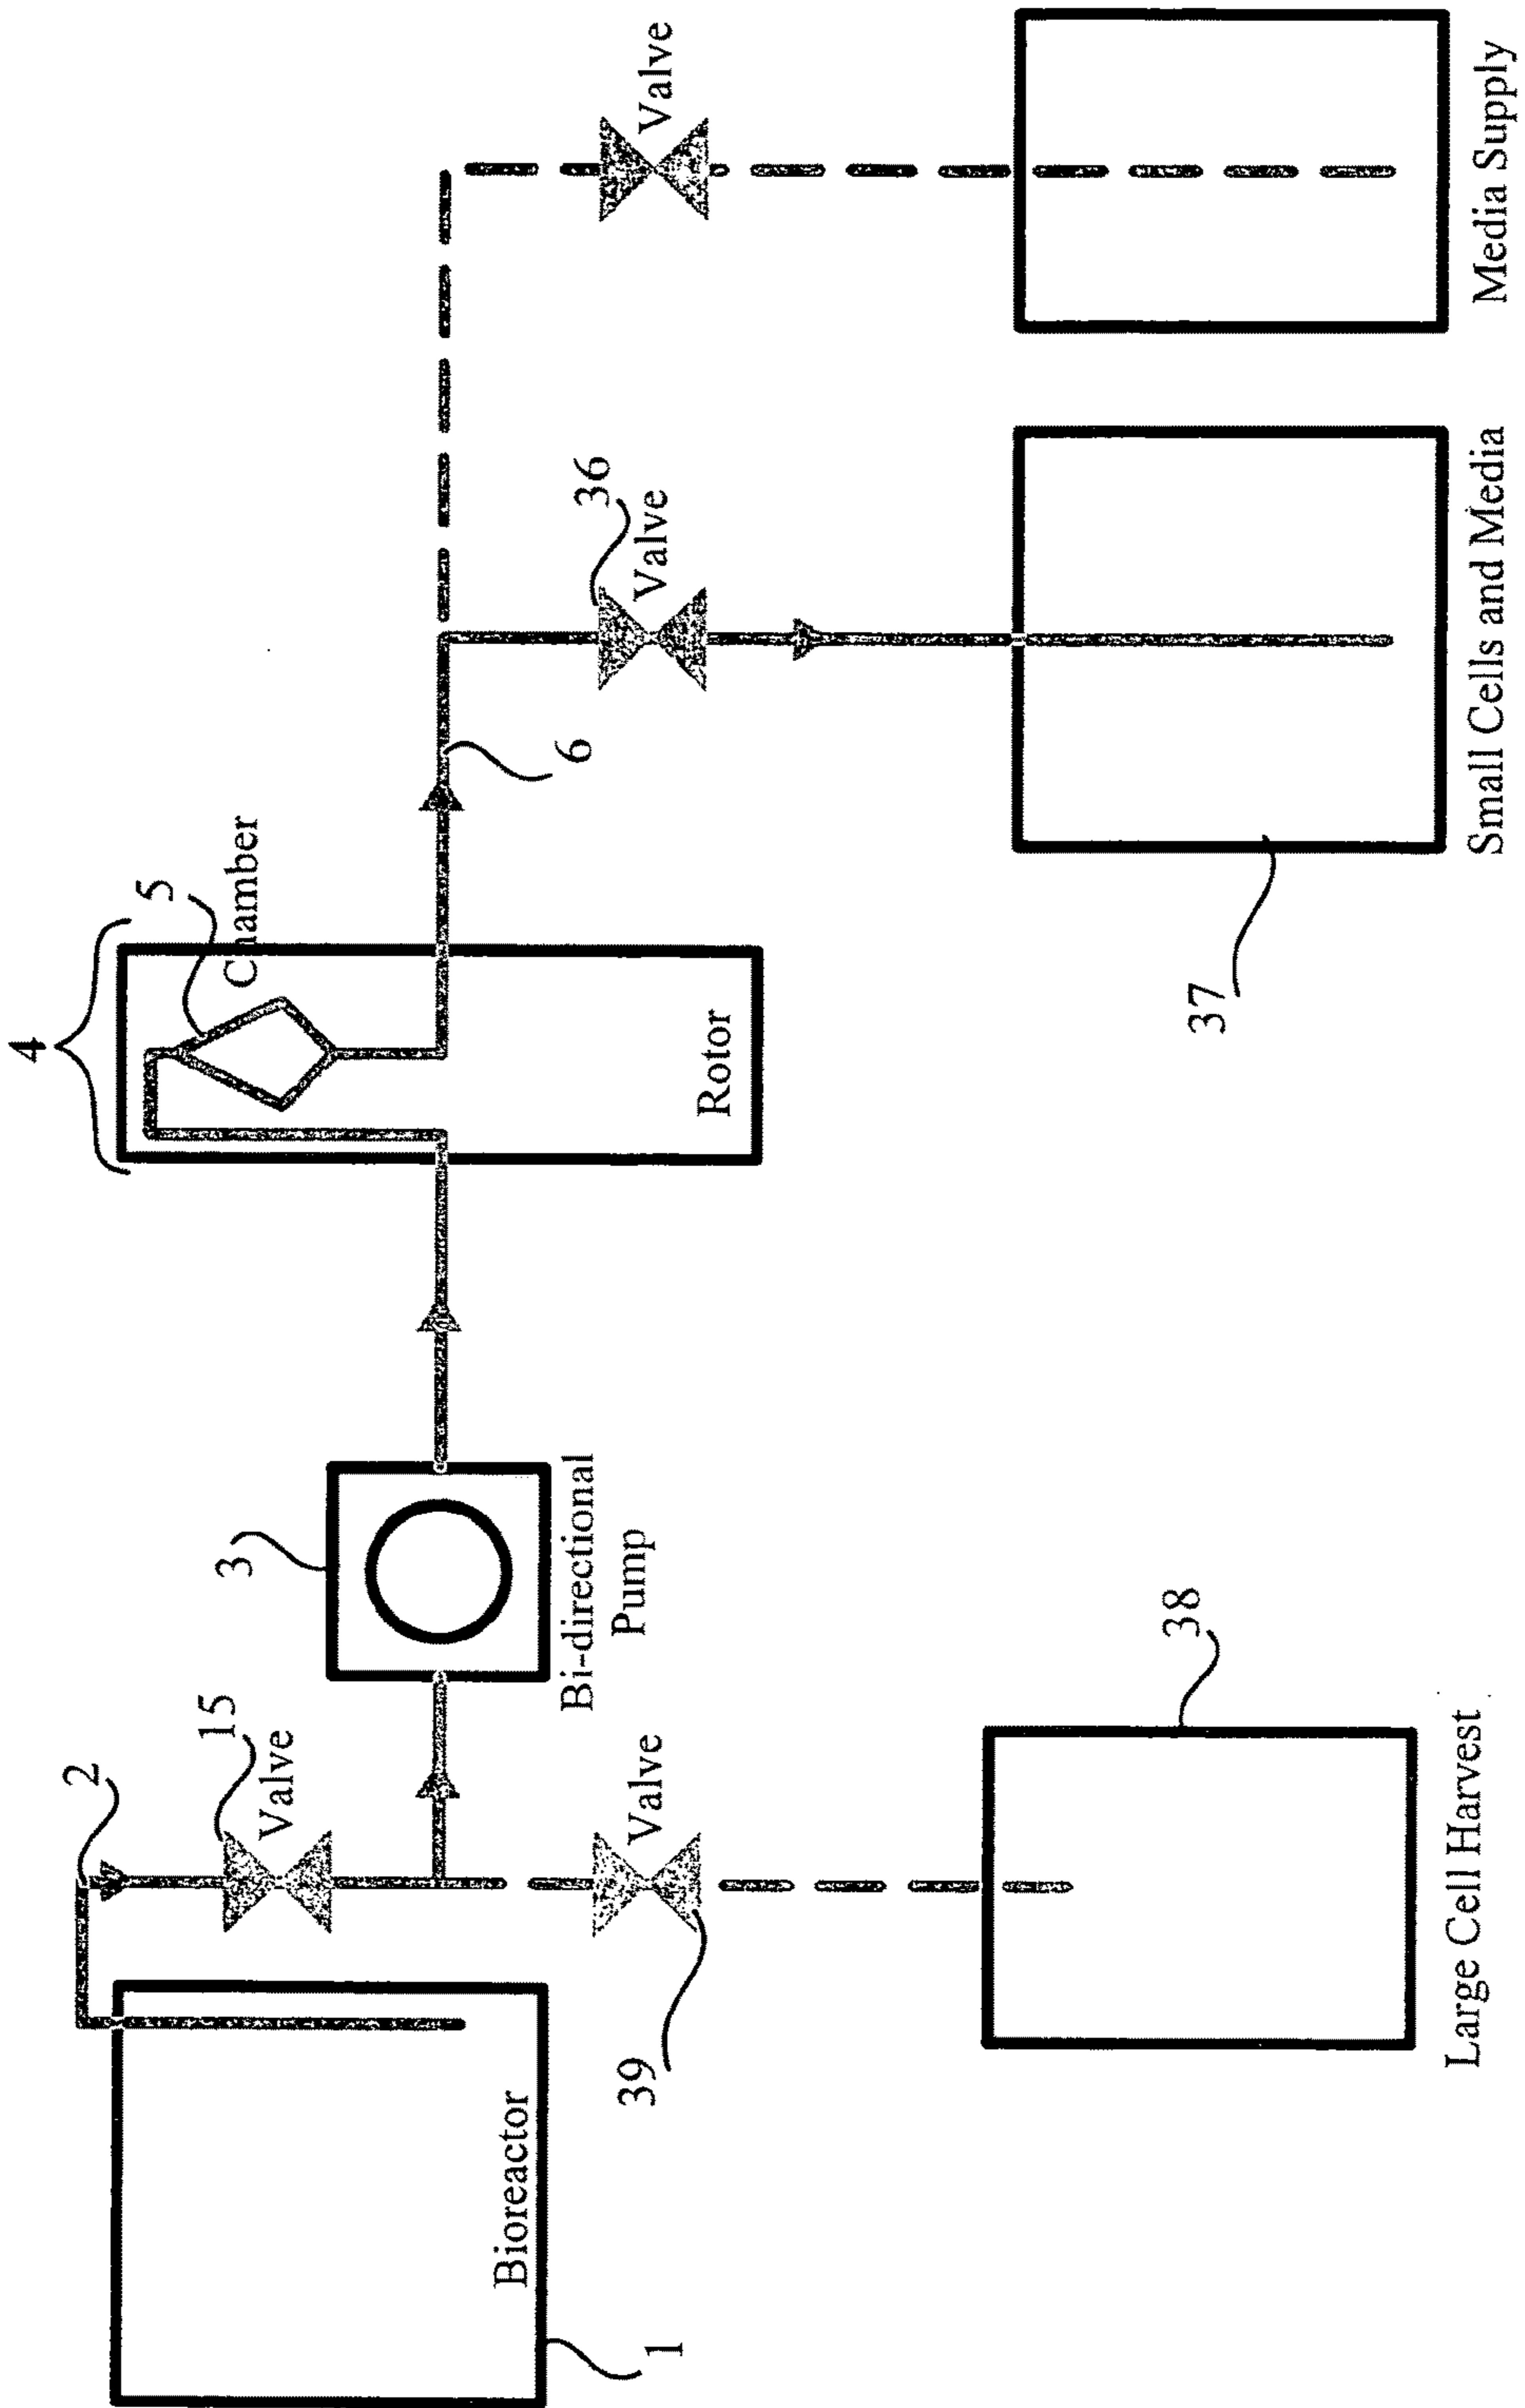 4
2
5
Chamber
15
Valve
3
6
36
Valve
Valve
Rotor
Bioreactor
Bi-directional
Pump
Valve
39
1
37
38
Large Cell Harvest
Small Cells and Media
Media Supply